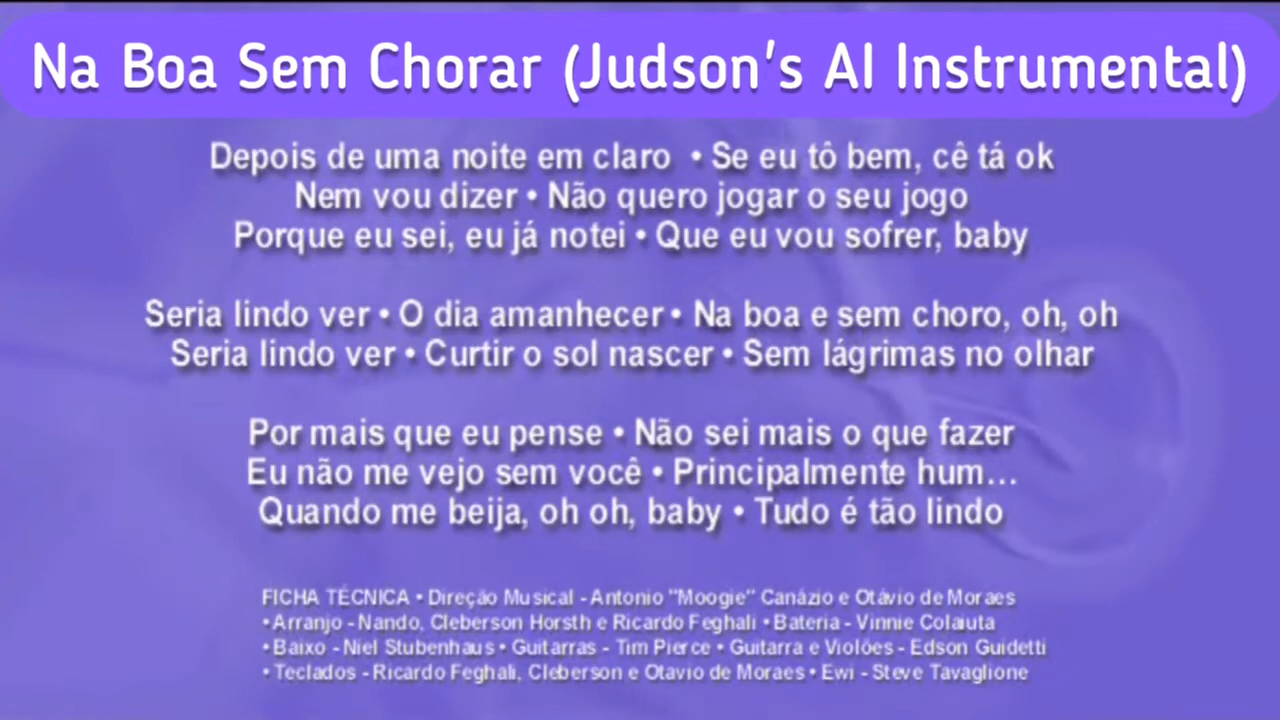 Na Boa Sem Chorar (Judson's AI Instrumental)
Depois de uma noite em claro • Se eu tô bem, cê tá ok
Nem vou dizer • Não quero jogar o seu jogo
Porque eu sei, eu já notei • Que eu vou sofrer, baby
Seria lindo ver • O dia amanhecer • Na boa e sem choro, oh, oh
Seria lindo ver • Curtir o sol nascer • Sem lágrimas no olhar
Por mais que eu pense • Não sei mais o que fazer
Eu não me vejo sem você • Principalmente hum...
Quando me beija, oh oh, baby • Tudo é tão lindo
FICHA TÉCNICA • Direção Musical - Antonio "Moogie" Canázio e Otávio de Moraes
• Arranjo - Nando, Cleberson Horsth e Ricardo Feghali • Bateria - Vinnie Colaiuta
• Baixo - Niel Stubenhaus • Guitarras - Tim Pierce • Guitarra e Violões - Edson Guidetti
• Teclados - Ricardo Feghali, Cleberson e Otavio de Moraes • Ewi - Steve Tavaglione